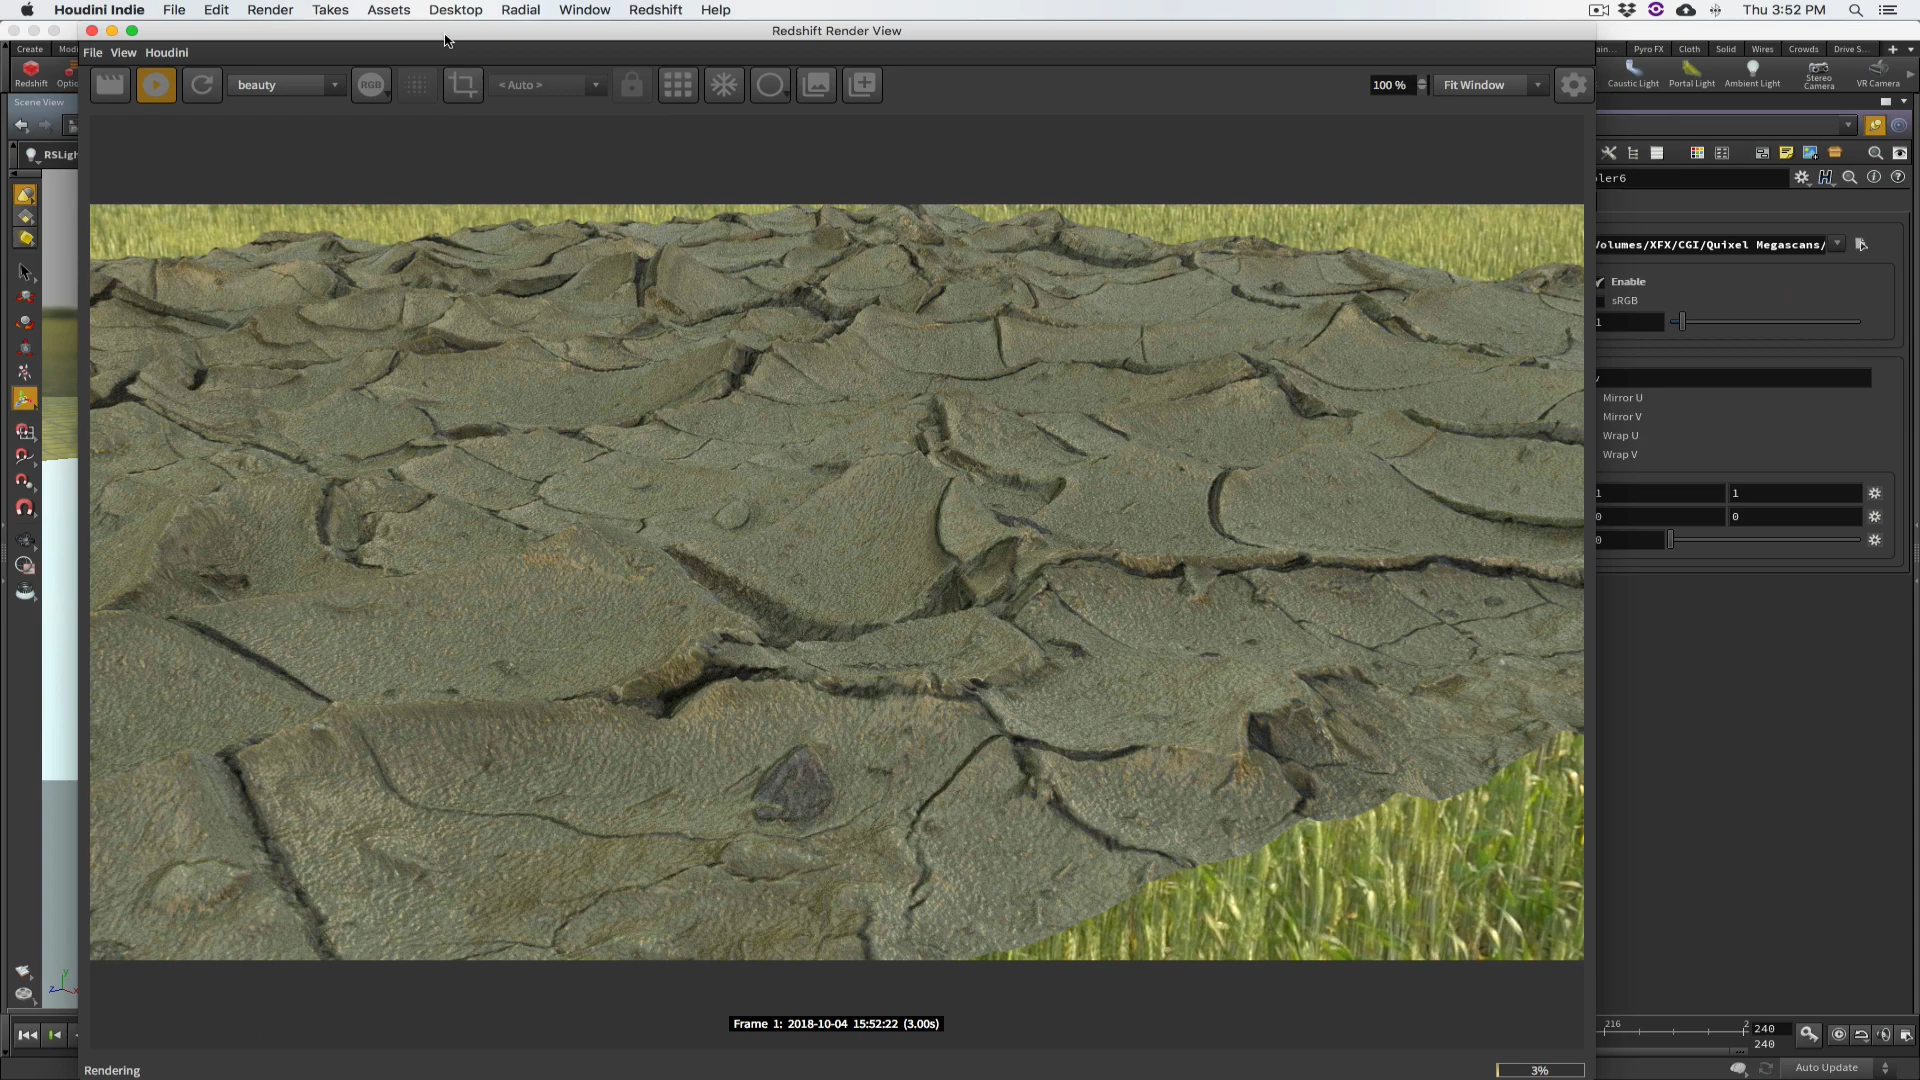 Houdini Indie File Edit Render Takes Assets Desktop Radial Window Redshift Help Thu 3:52 PM
Redshift Render View
Create
File View Houdini
Pyro FX Cloth Solid Wires Crowds Drive S...
Redshift
beauty RGB < Auto > 100 % Fit Window
Caustic Light Portal Light Ambient Light Stereo Camera VR Camera
Scene View
RSLigh
ler6
Volumes/XFX/CGI/Quixel Megascans/
Enable
sRGB
1
v
Mirror U
Mirror V
Wrap U
Wrap V
1 1
0 0
0
Frame 1: 2018-10-04 15:52:22 (3.00s)
216 2 240
240
Rendering 3% Auto Update
z y x